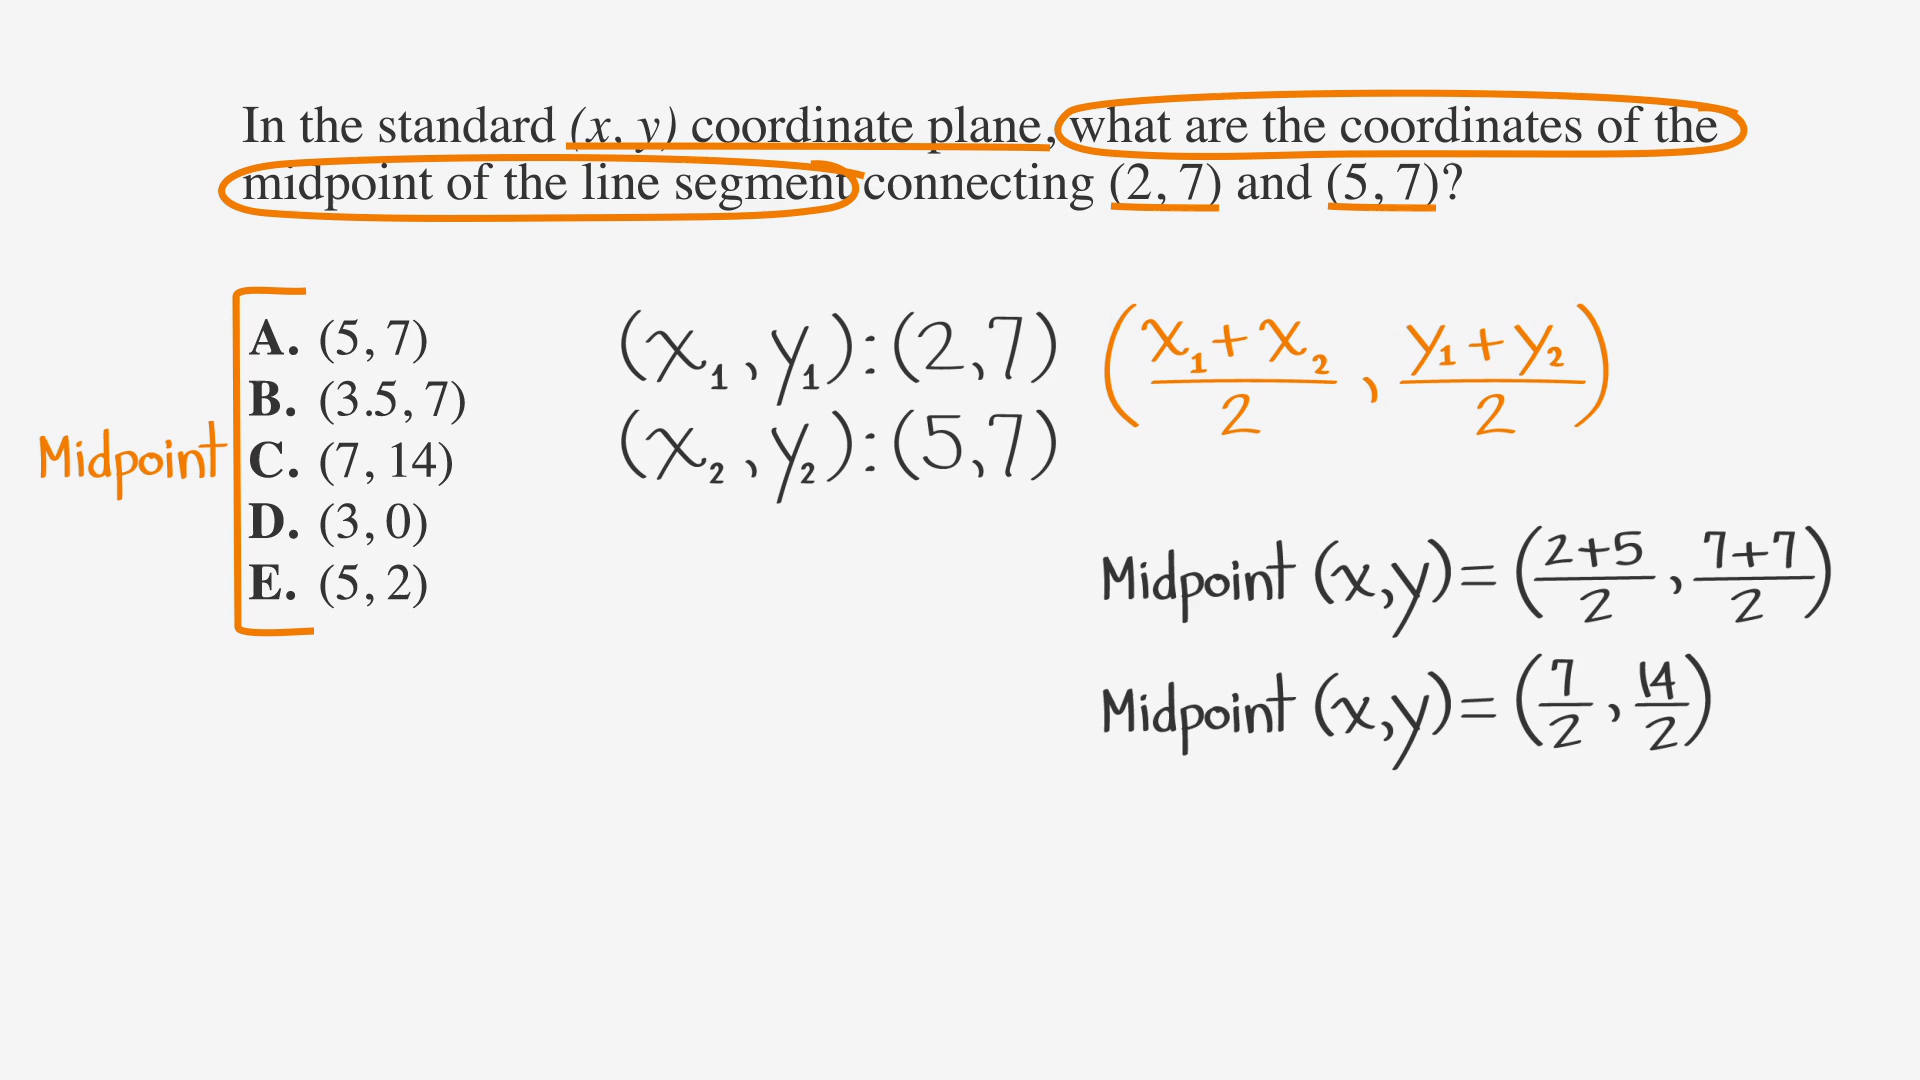 In the standard (x, y) coordinate plane, what are the coordinates of the
midpoint of the line segment connecting (2, 7) and (5, 7)?
Midpoint
A. (5, 7)
B. (3.5, 7)
C. (7, 14)
D. (3, 0)
E. (5, 2)
(x₁, y₁): (2,7)
(x₂, y₂): (5,7)
((x₁+x₂)/2, (y₁+y₂)/2)
Midpoint (x,y) = ((2+5)/2, (7+7)/2)
Midpoint (x,y) = (7/2, 14/2)